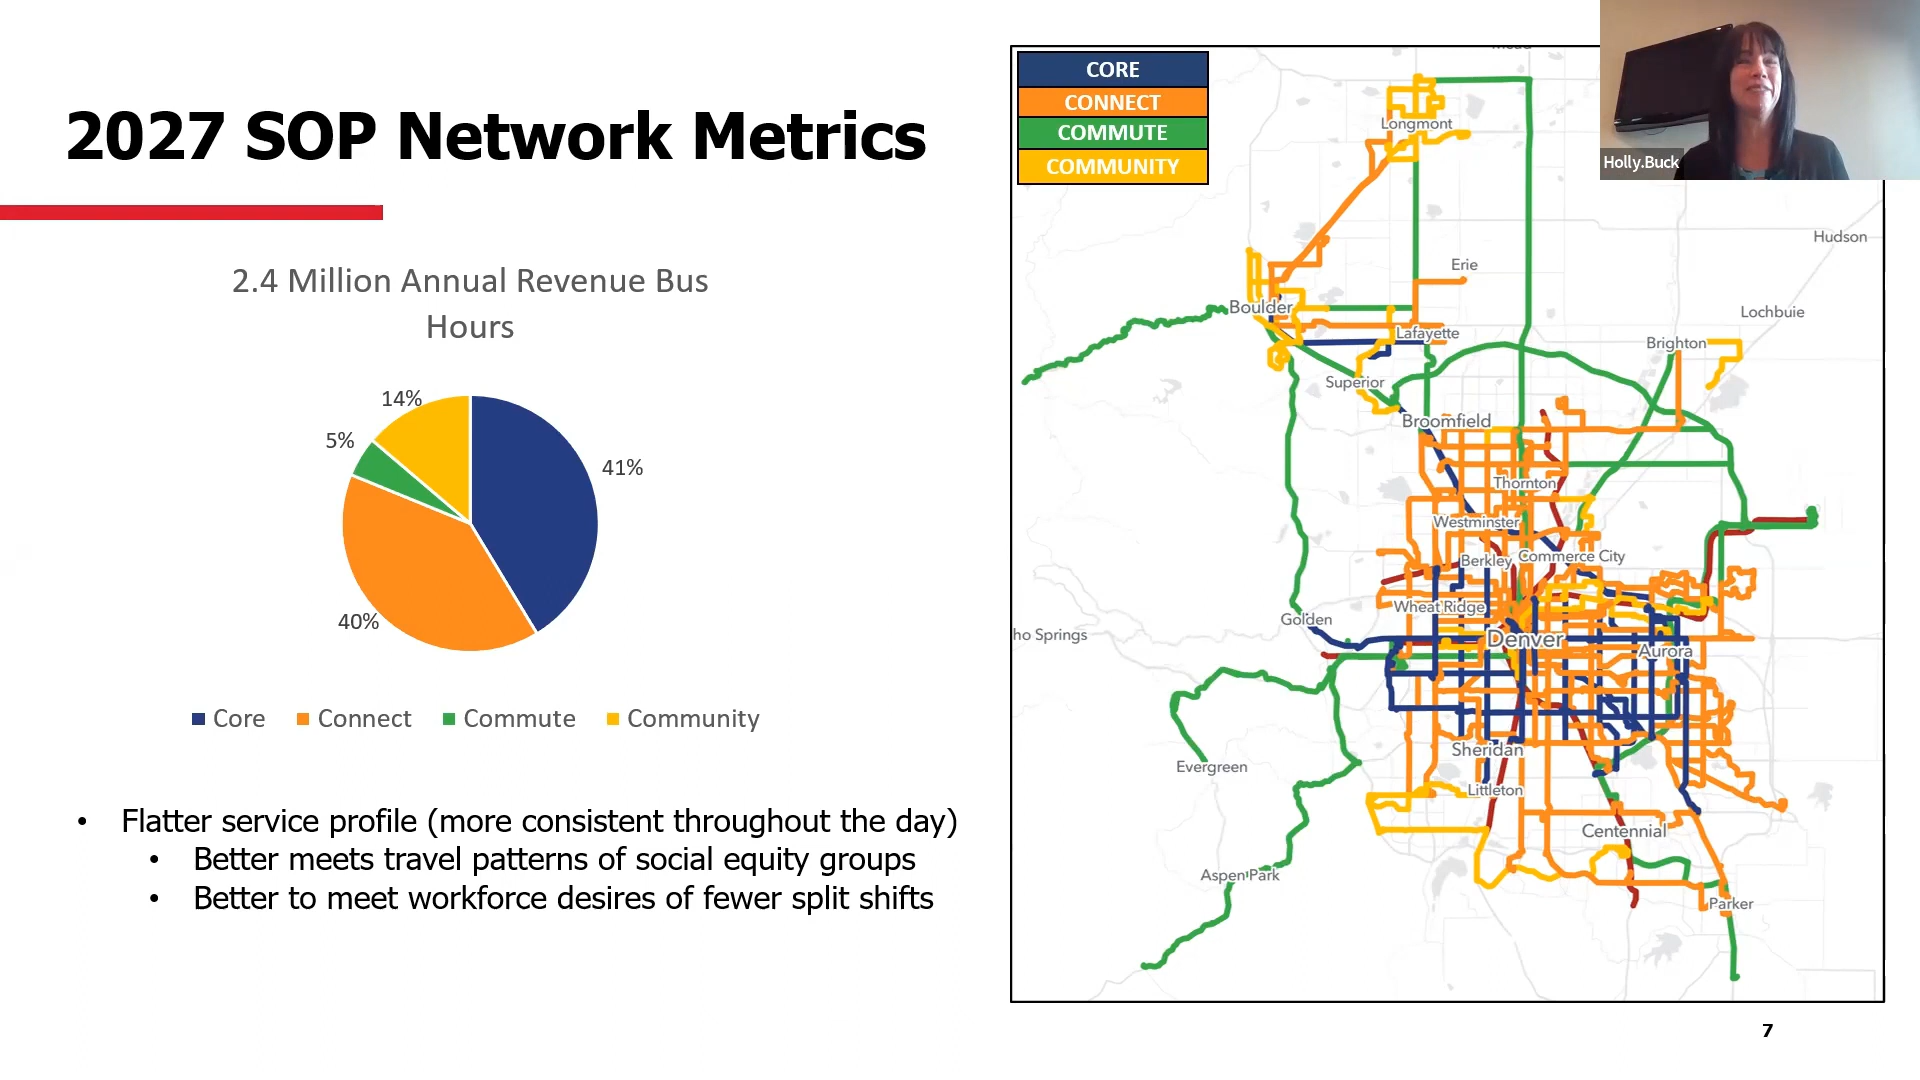 2027 SOP Network Metrics
2.4 Million Annual Revenue Bus
Hours
14%
5%
41%
40%
Core
Connect
Commute
Community
• Flatter service profile (more consistent throughout the day)
• Better meets travel patterns of social equity groups
• Better to meet workforce desires of fewer split shifts
CORE
CONNECT
COMMUTE
COMMUNITY
Holly.Buck
Longmont
Hudson
Erie
Boulder
Lochbuie
Lafayette
Brighton
Superior
Broomfield
Thornton
Westminster
Berkley
Commerce City
Wheat Ridge
Golden
ho Springs
Denver
Aurora
Sheridan
Evergreen
Littleton
Centennial
Aspen Park
Parker
7